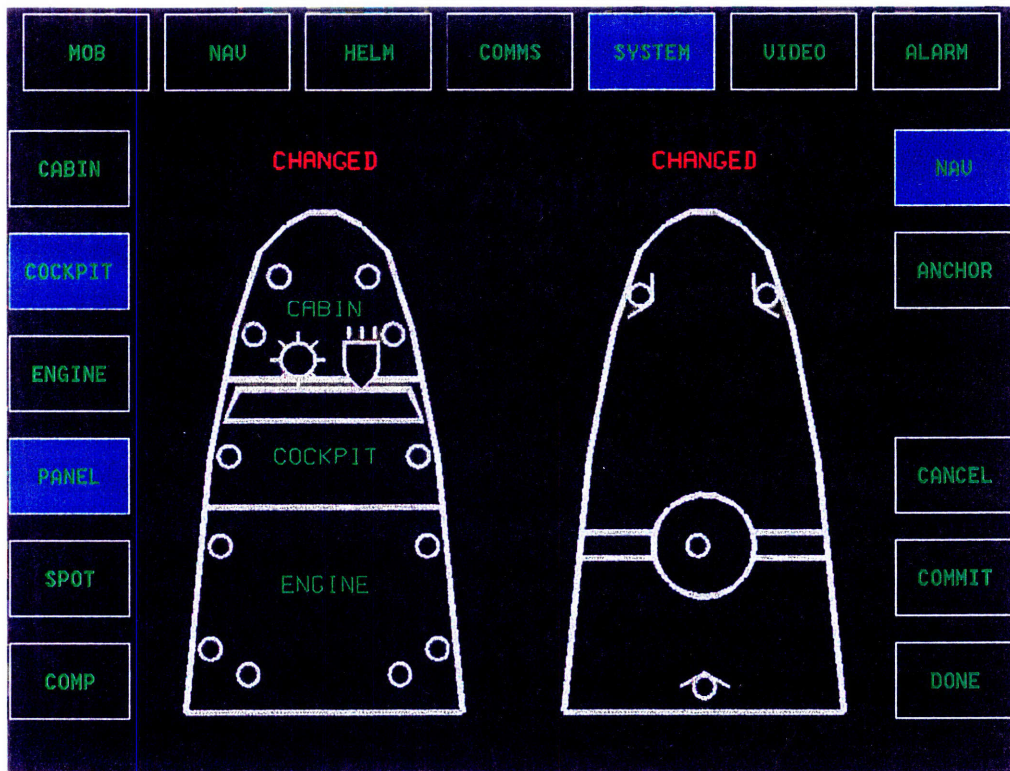 MOB NAV HELM COMMS SYSTEM VIDEO ALARM
CHANGED CHANGED
CABIN NAV
COCKPIT ANCHOR
CABIN
ENGINE
COCKPIT
PANEL CANCEL
SPOT COMMIT
ENGINE
COMP DONE